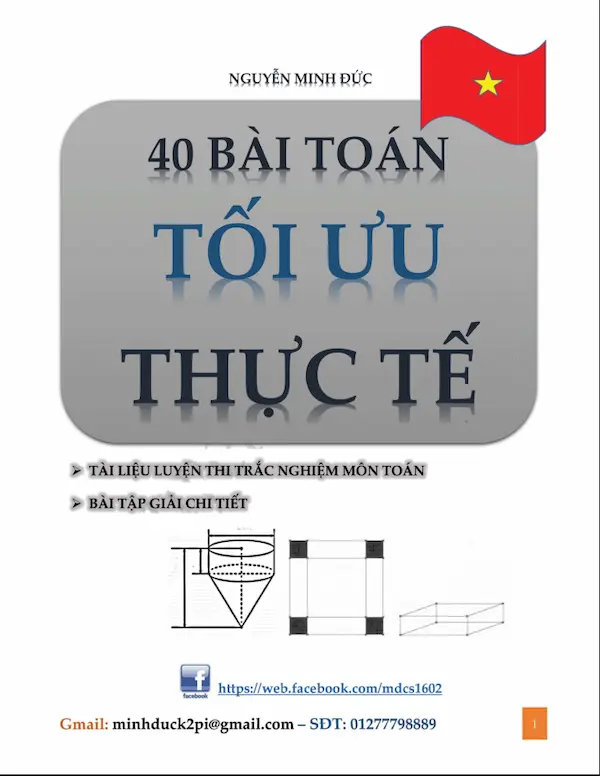 NGUYỄN MINH ĐỨC
40 BÀI TOÁN
TỐI ƯU
THỰC TẾ
➢ TÀI LIỆU LUYỆN THI TRẮC NGHIỆM MÔN TOÁN
➢ BÀI TẬP GIẢI CHI TIẾT
facebook
https://web.facebook.com/mdcs1602
Gmail: minhduck2pi@gmail.com – SĐT: 01277798889
1